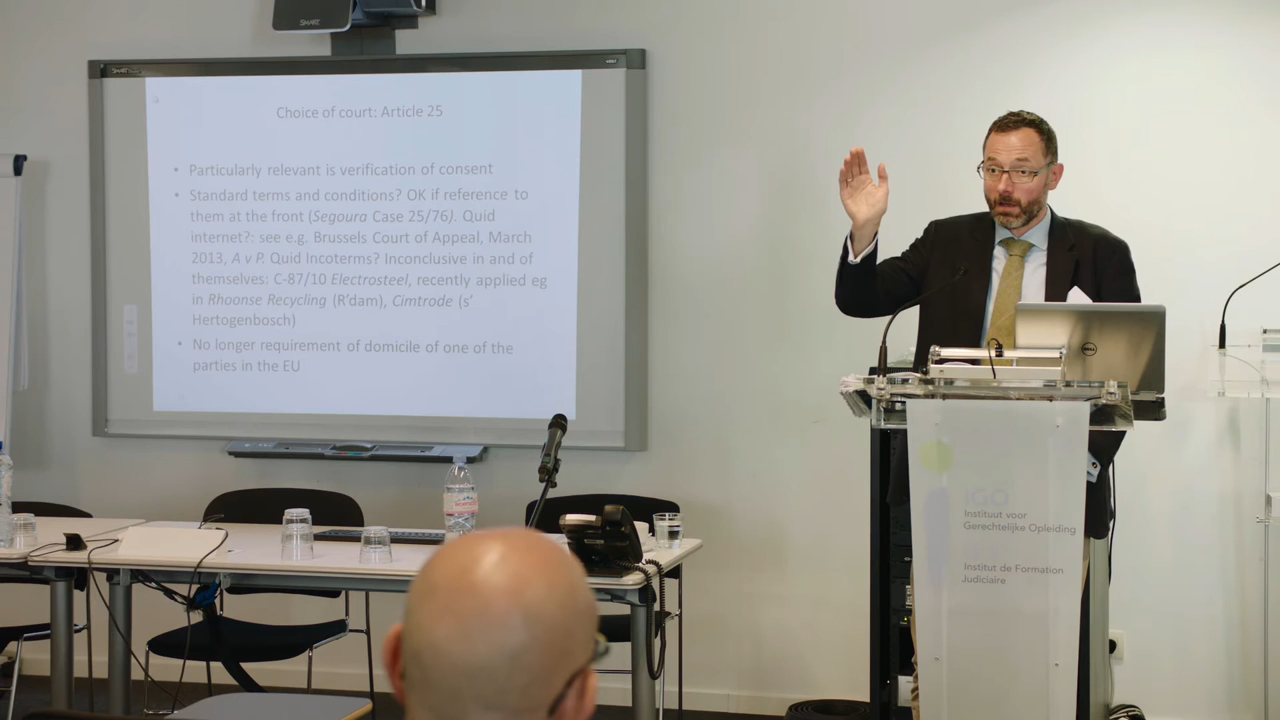 SMART
SMART
Choice of court: Article 25
• Particularly relevant is verification of consent
• Standard terms and conditions? OK if reference to
them at the front (Segoura Case 25/76). Quid
internet?: see e.g. Brussels Court of Appeal, March
2013, A v P. Quid Incoterms? Inconclusive in and of
themselves: C-87/10 Electrosteel, recently applied eg
in Rhoonse Recycling (R'dam), Cimtrode (s'
Hertogenbosch)
• No longer requirement of domicile of one of the
parties in the EU
DELL
IGO
Instituut voor
Gerechtelijke Opleiding
Institut de Formation
Judiciaire